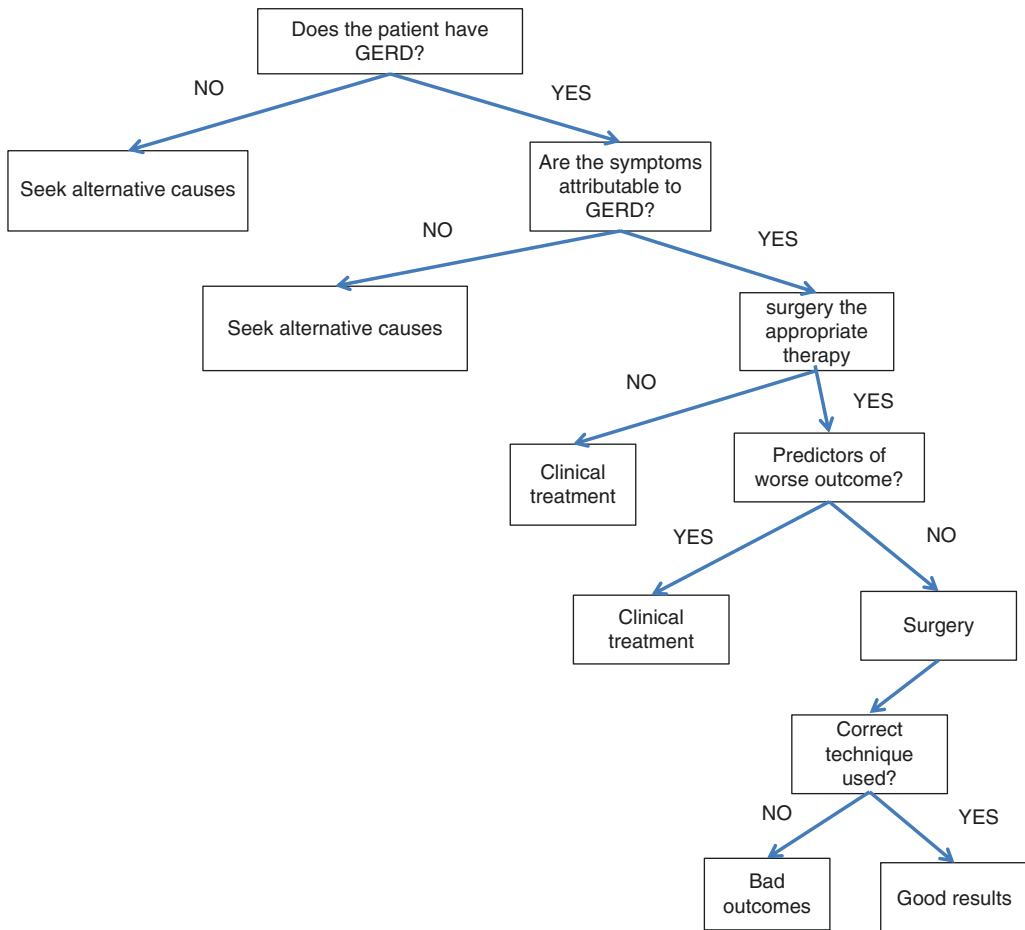 Does the patient have
GERD?
NO
YES
Seek alternative causes
Are the symptoms
attributable to
GERD?
NO
YES
Seek alternative causes
surgery the
appropriate
therapy
NO
YES
Clinical
treatment
Predictors of
worse outcome?
YES
NO
Clinical
treatment
Surgery
Correct
technique
used?
NO
YES
Bad
outcomes
Good results